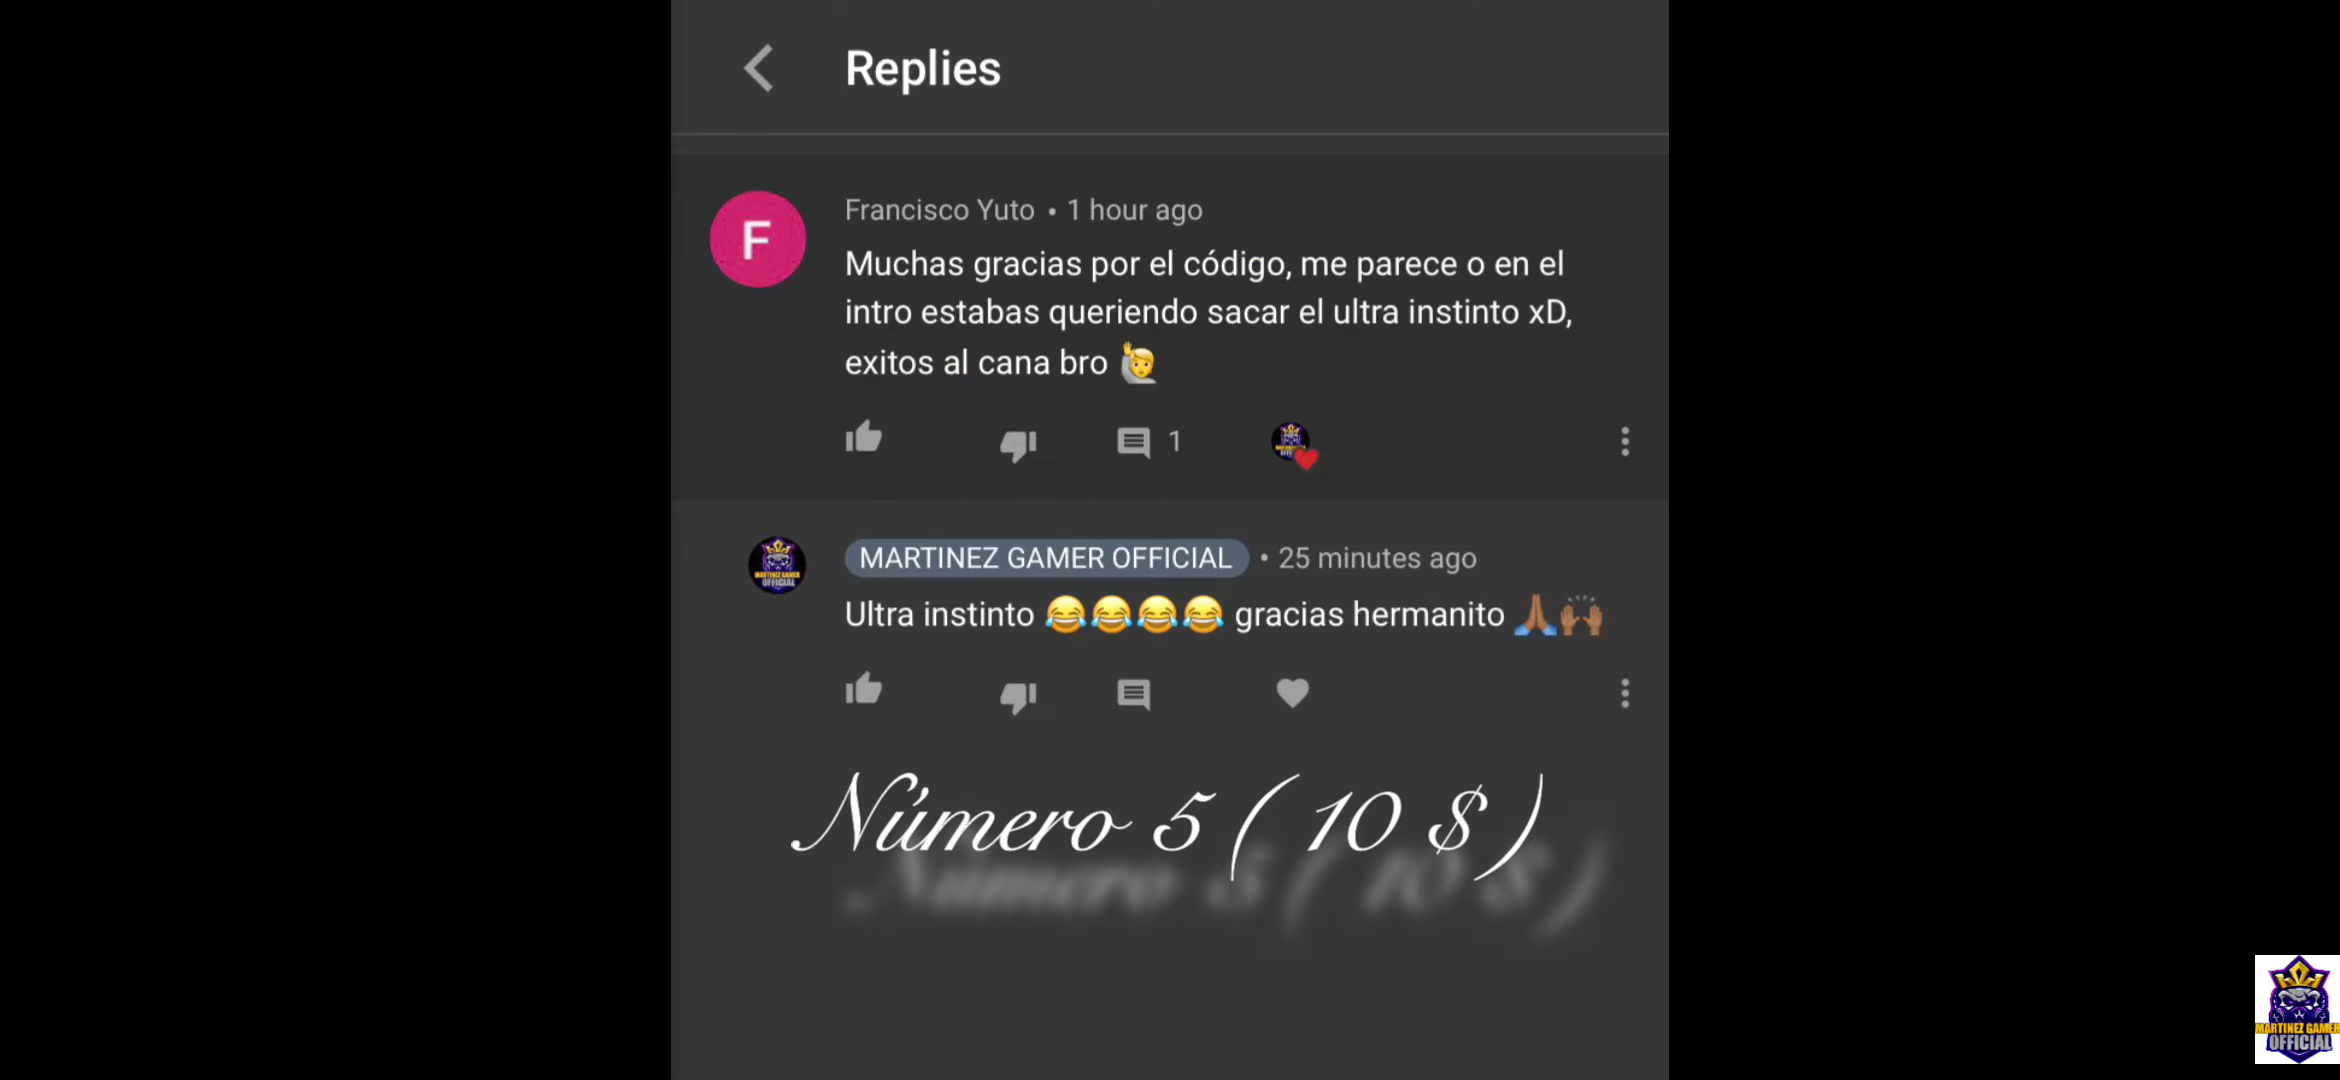 Replies
Francisco Yuto • 1 hour ago
F
Muchas gracias por el código, me parece o en el
intro estabas queriendo sacar el ultra instinto xD,
exitos al cana bro 🙋
1
MARTINEZ GAMER OFFICIAL • 25 minutes ago
Ultra instinto 😂😂😂😂 gracias hermanito 🙏🏾🙌🏾
Número 5 ( 10 $ )
MARTINEZ GAMER
OFFICIAL